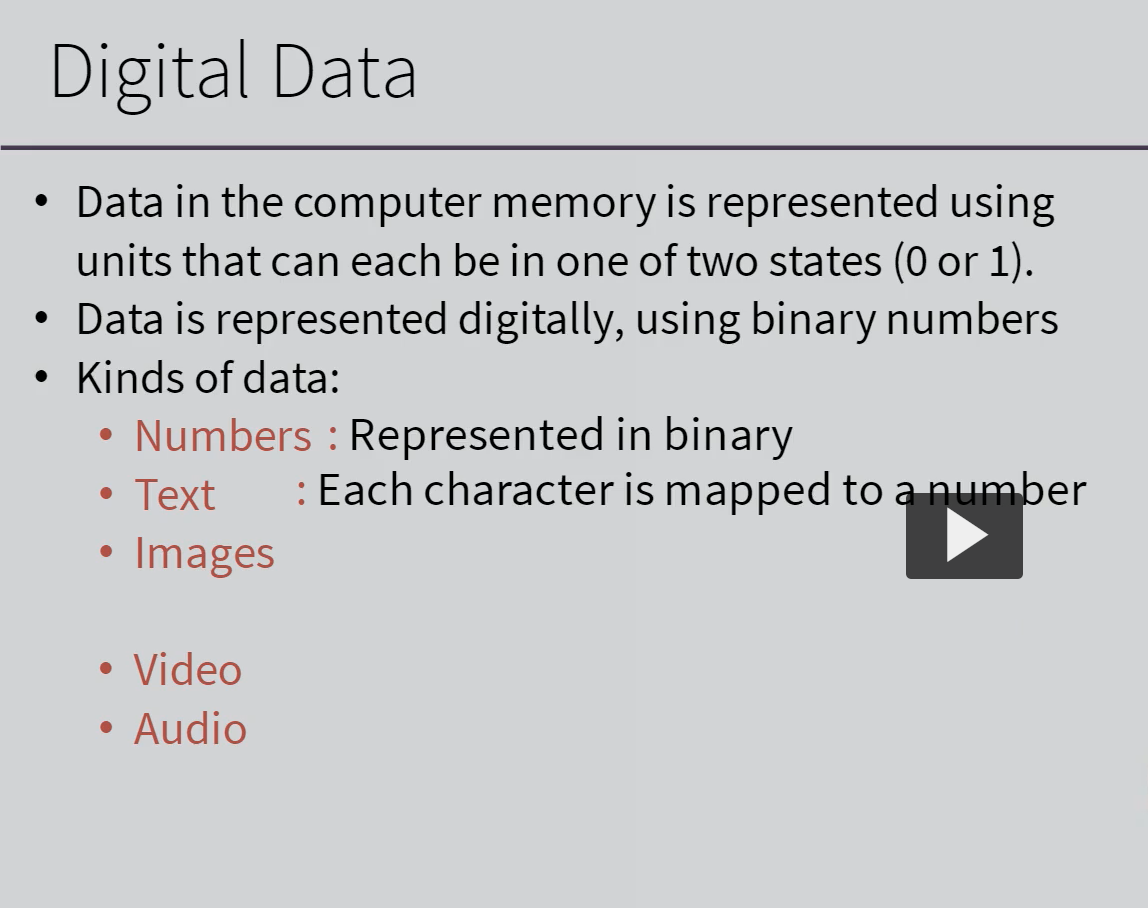 Digital Data
• Data in the computer memory is represented using
units that can each be in one of two states (0 or 1).
• Data is represented digitally, using binary numbers
• Kinds of data:
• Numbers : Represented in binary
• Text : Each character is mapped to a number
• Images
• Video
• Audio